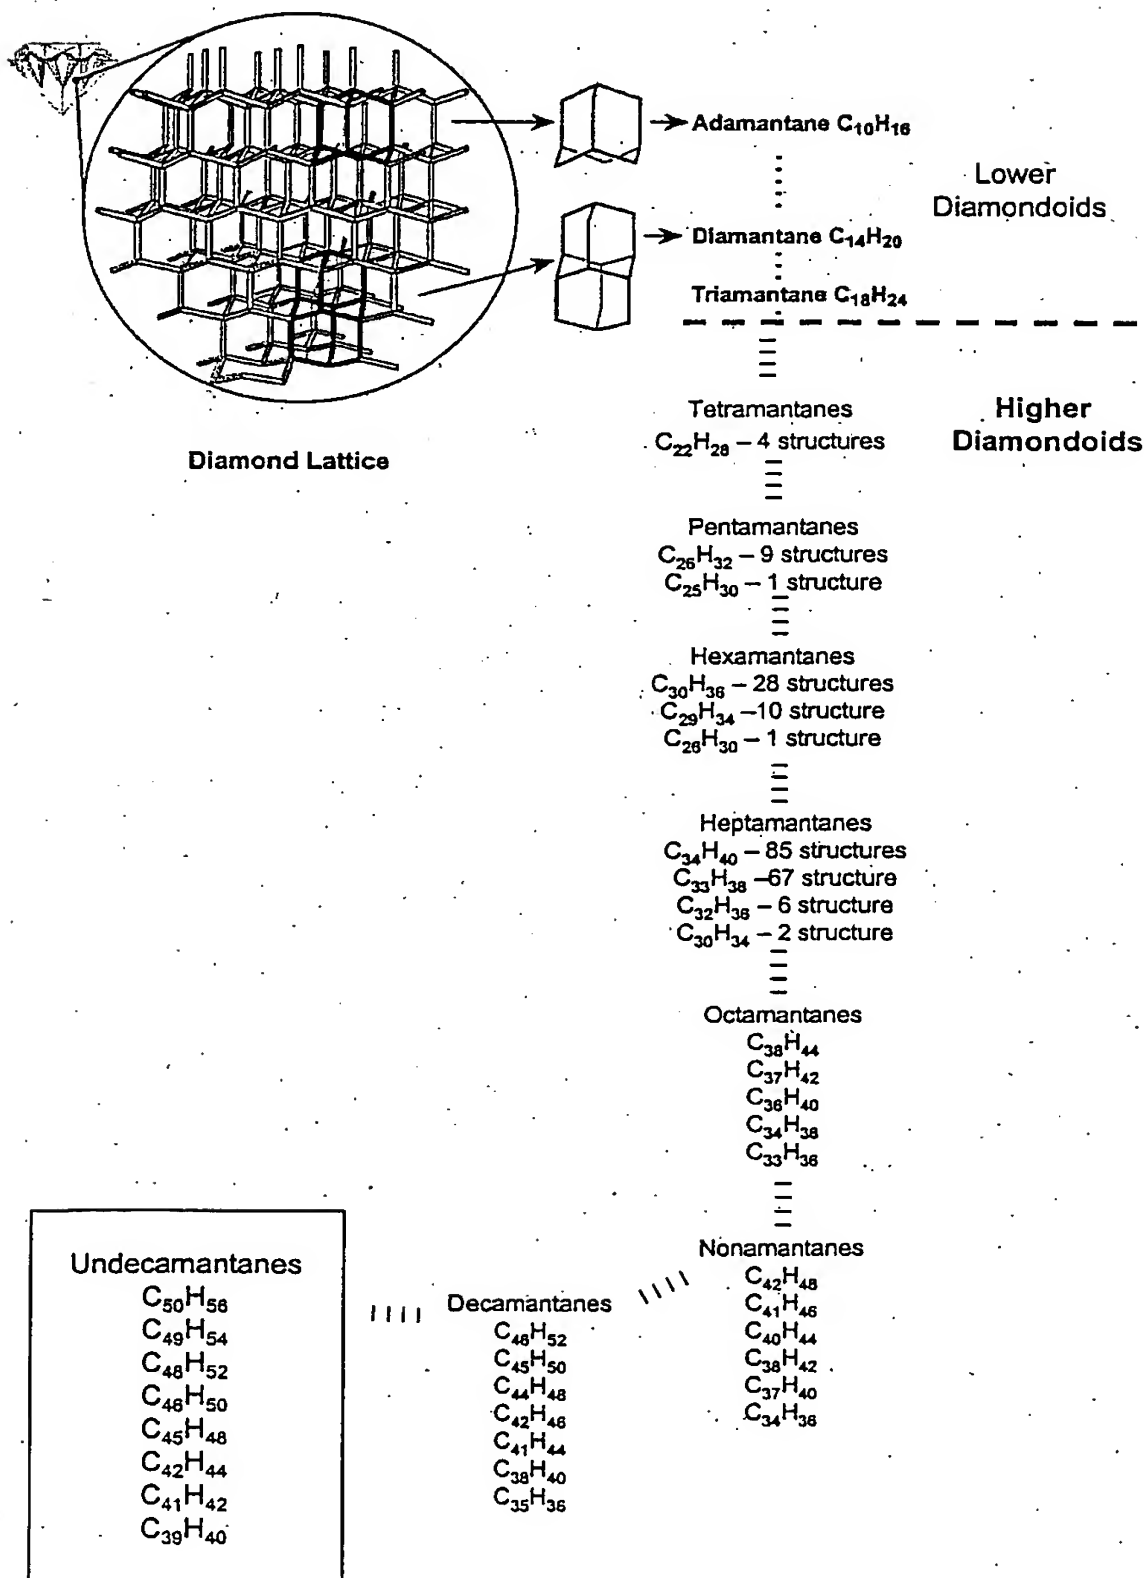 Adamantane C₁₀H₁₆
Lower
Diamondoids
Diamantane C₁₄H₂₀
Triamantane C₁₈H₂₄
Diamond Lattice
Higher
Diamondoids
Tetramantanes
C₂₂H₂₈ – 4 structures
Pentamantanes
C₂₆H₃₂ – 9 structures
C₂₅H₃₀ – 1 structure
Hexamantanes
C₃₀H₃₆ – 28 structures
C₂₉H₃₄ –10 structure
C₂₆H₃₀ – 1 structure
Heptamantanes
C₃₄H₄₀ – 85 structures
C₃₃H₃₈ –67 structure
C₃₂H₃₆ – 6 structure
C₃₀H₃₄ – 2 structure
Octamantanes
C₃₈H₄₄
C₃₇H₄₂
C₃₆H₄₀
C₃₄H₃₈
C₃₃H₃₆
Nonamantanes
C₄₂H₄₈
C₄₁H₄₆
C₄₀H₄₄
C₃₈H₄₂
C₃₇H₄₀
C₃₄H₃₆
Decamantanes
C₄₆H₅₂
C₄₅H₅₀
C₄₄H₄₈
C₄₂H₄₆
C₄₁H₄₄
C₃₈H₄₀
C₃₅H₃₆
Undecamantanes
C₅₀H₅₆
C₄₉H₅₄
C₄₈H₅₂
C₄₆H₅₀
C₄₅H₄₈
C₄₂H₄₄
C₄₁H₄₂
C₃₉H₄₀